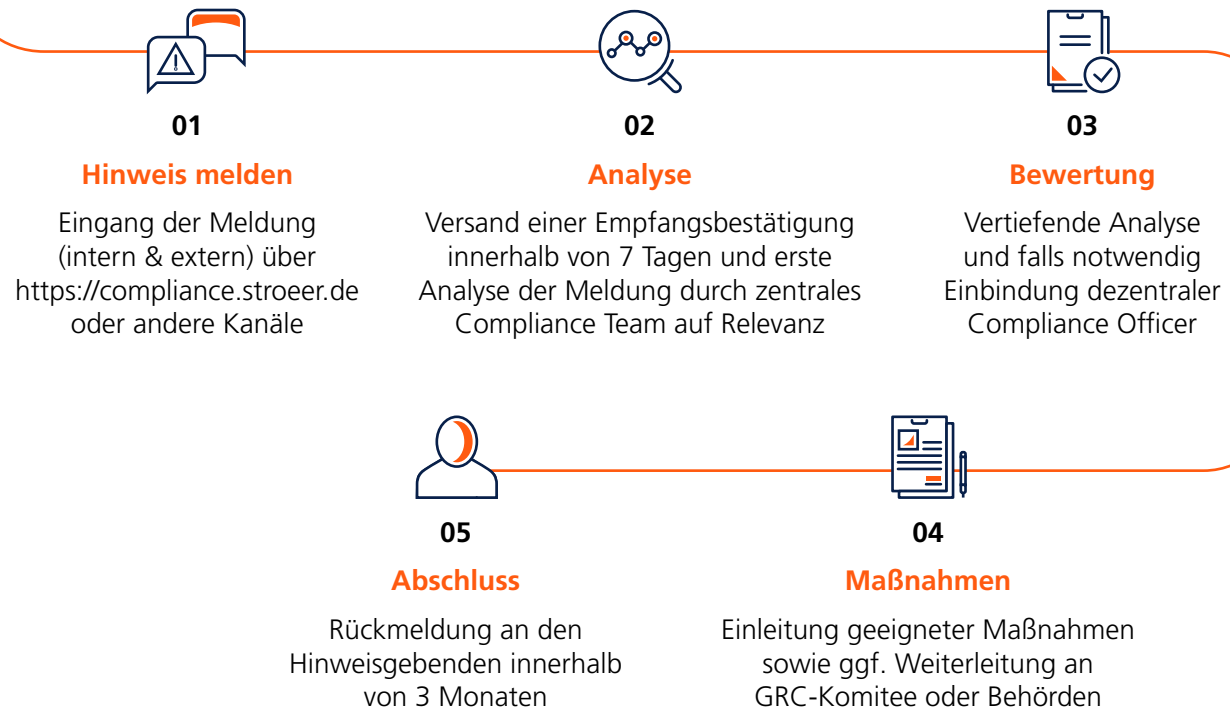 01
Hinweis melden
Eingang der Meldung
(intern & extern) über
https://compliance.stroeer.de
oder andere Kanäle
02
Analyse
Versand einer Empfangsbestätigung
innerhalb von 7 Tagen und erste
Analyse der Meldung durch zentrales
Compliance Team auf Relevanz
03
Bewertung
Vertiefende Analyse
und falls notwendig
Einbindung dezentraler
Compliance Officer
04
Maßnahmen
Einleitung geeigneter Maßnahmen
sowie ggf. Weiterleitung an
GRC-Komitee oder Behörden
05
Abschluss
Rückmeldung an den
Hinweisgebenden innerhalb
von 3 Monaten